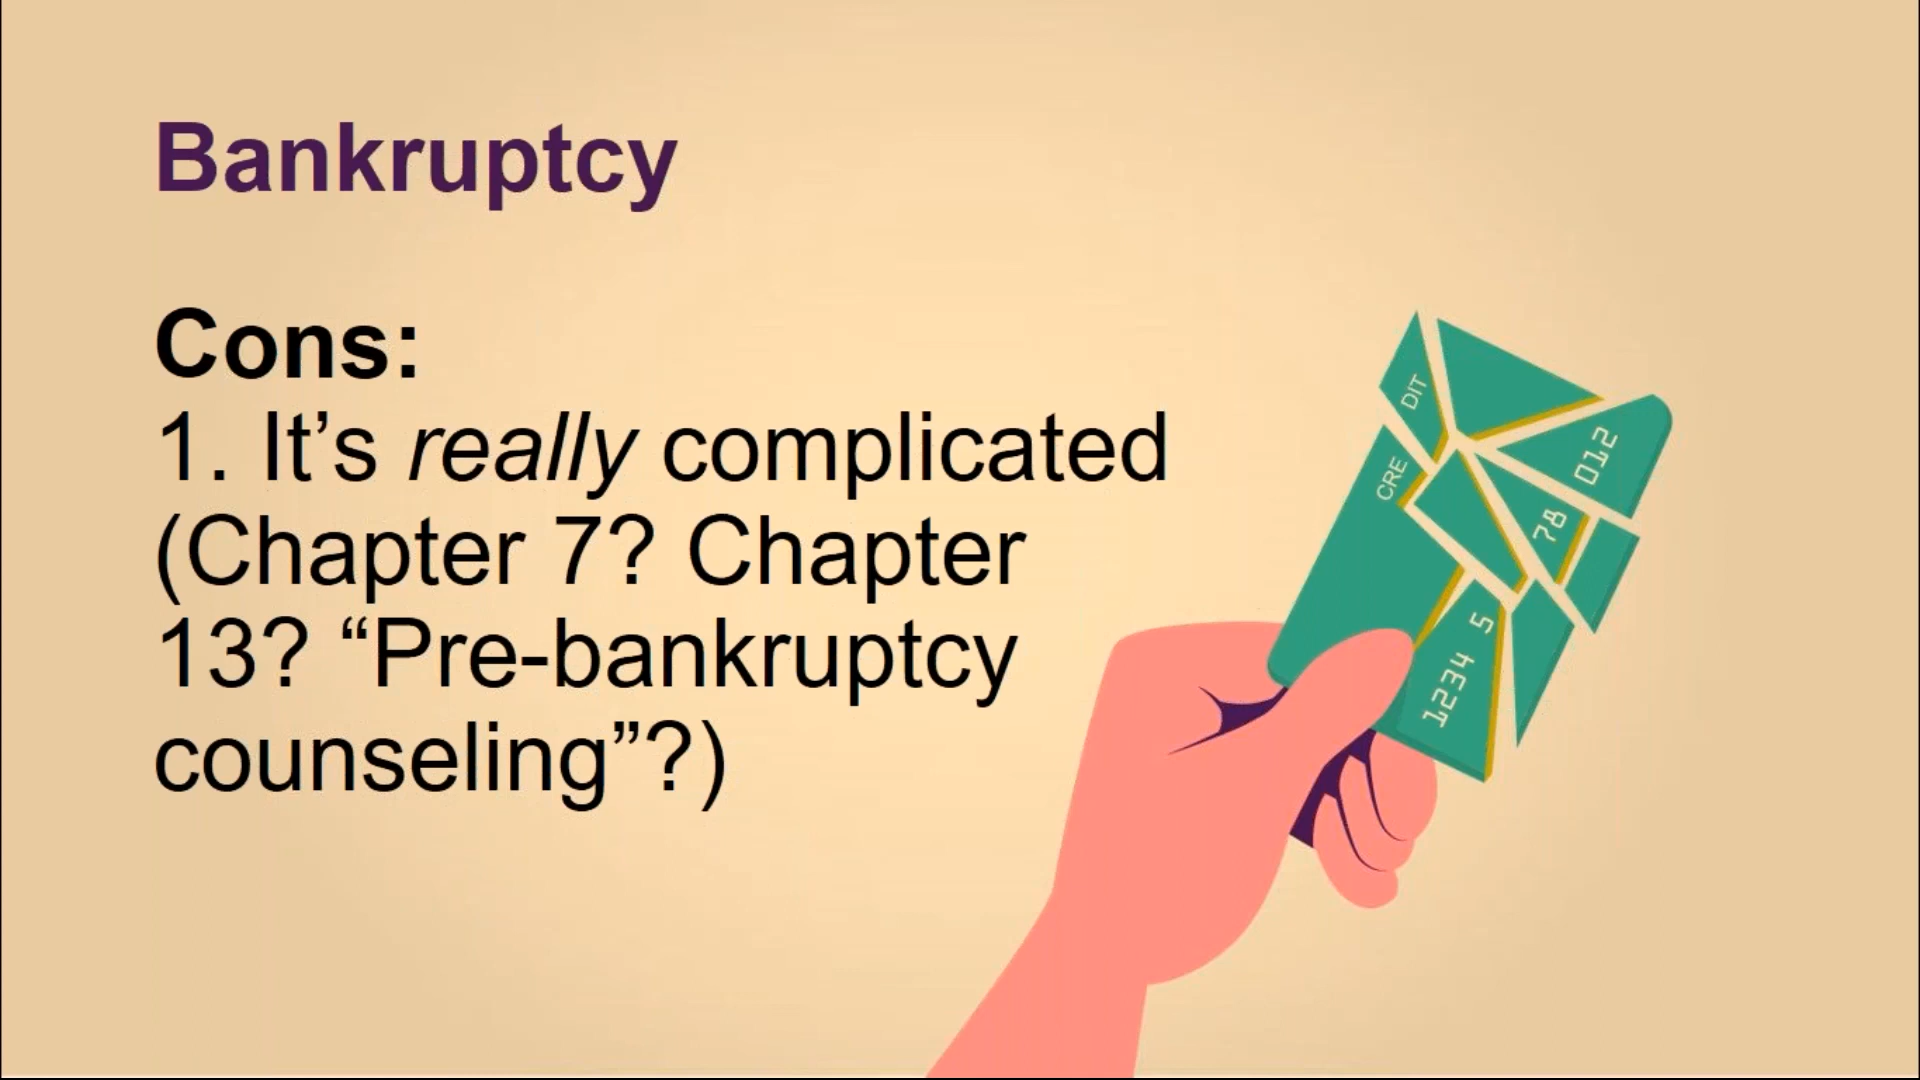 Bankruptcy
Cons:
1. It’s really complicated
(Chapter 7? Chapter
13? “Pre-bankruptcy
counseling”?)
DIT
CRE
012
78
5
1234